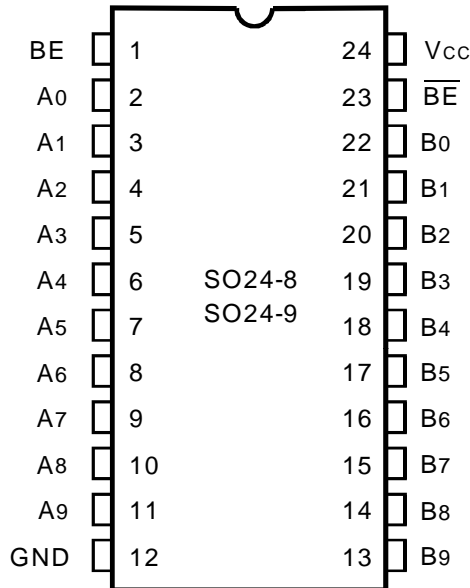 BE 1 24 Vcc
A0 2 23 B̅E̅
A1 3 22 B0
A2 4 21 B1
A3 5 20 B2
A4 6 SO24-8 19 B3
A5 7 SO24-9 18 B4
A6 8 17 B5
A7 9 16 B6
A8 10 15 B7
A9 11 14 B8
GND 12 13 B9